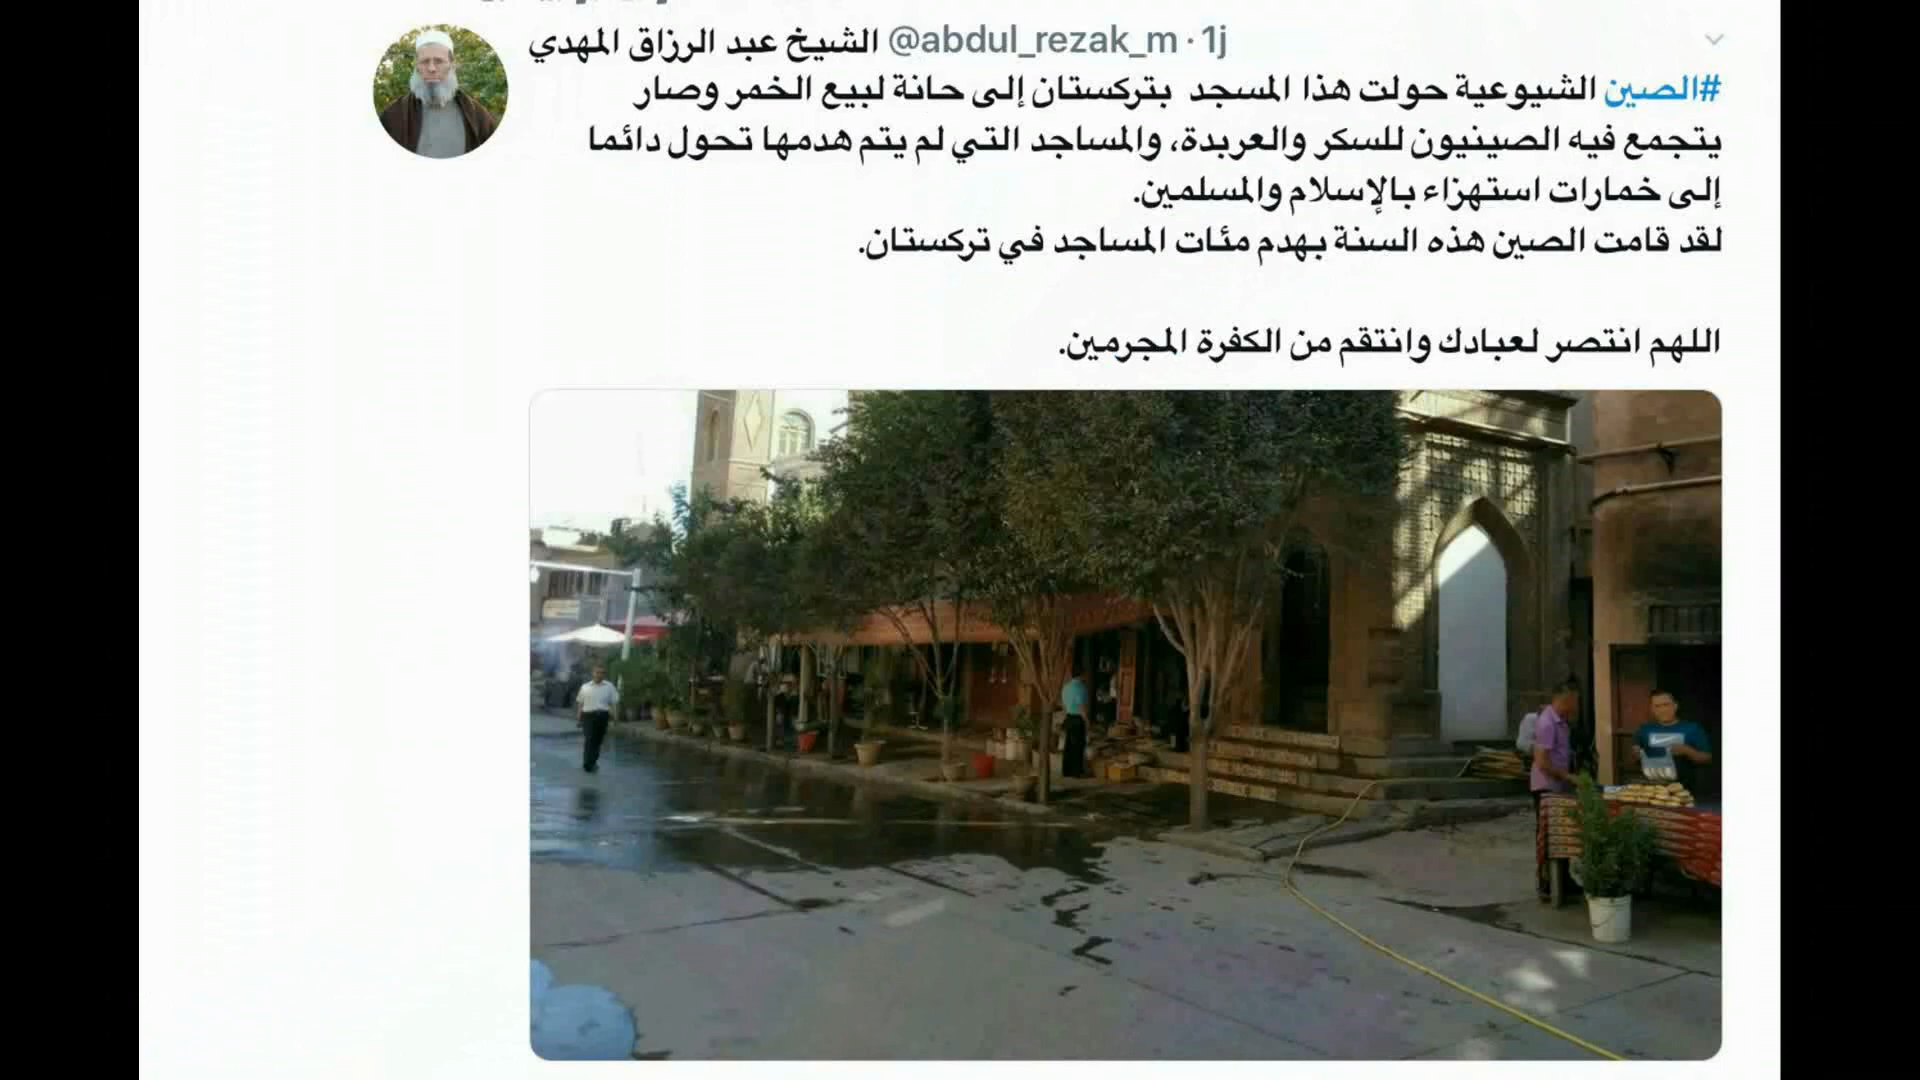 الشيخ عبد الرزاق المهدي @abdul_rezak_m · 1j
#الصين الشيوعية حولت هذا المسجد بتركستان إلى حانة لبيع الخمر وصار
يتجمع فيه الصينيون للسكر والعربدة، والمساجد التي لم يتم هدمها تحول دائما
إلى خمارات استهزاء بالإسلام والمسلمين.
لقد قامت الصين هذه السنة بهدم مئات المساجد في تركستان.
اللهم انتصر لعبادك وانتقم من الكفرة المجرمين.